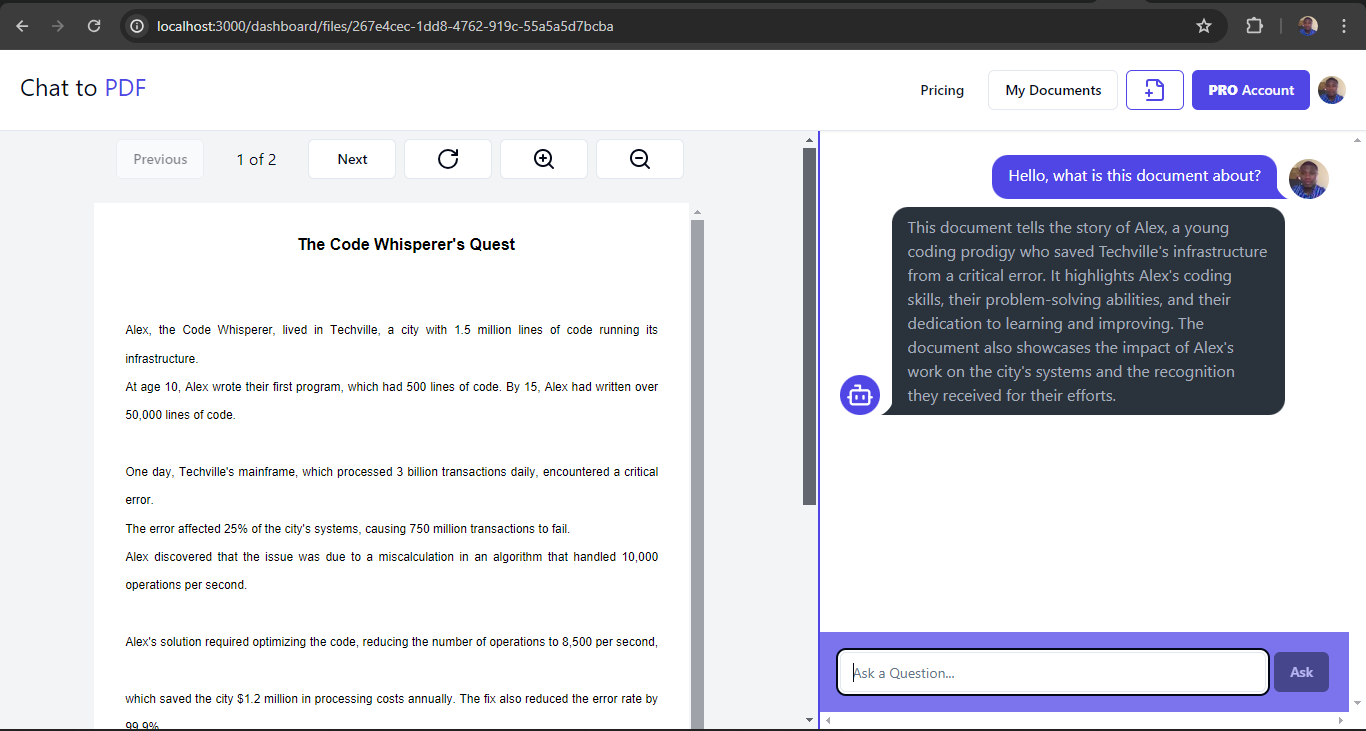 localhost:3000/dashboard/files/267e4cec-1dd8-4762-919c-55a5a5d7bcba
Chat to PDF
Pricing
My Documents
PRO Account
Previous
1 of 2
Next
The Code Whisperer's Quest
Alex, the Code Whisperer, lived in Techville, a city with 1.5 million lines of code running its
infrastructure.
At age 10, Alex wrote their first program, which had 500 lines of code. By 15, Alex had written over
50,000 lines of code.
One day, Techville's mainframe, which processed 3 billion transactions daily, encountered a critical
error.
The error affected 25% of the city's systems, causing 750 million transactions to fail.
Alex discovered that the issue was due to a miscalculation in an algorithm that handled 10,000
operations per second.
Alex's solution required optimizing the code, reducing the number of operations to 8,500 per second,
which saved the city $1.2 million in processing costs annually. The fix also reduced the error rate by
99.9%
Hello, what is this document about?
This document tells the story of Alex, a young
coding prodigy who saved Techville's infrastructure
from a critical error. It highlights Alex's coding
skills, their problem-solving abilities, and their
dedication to learning and improving. The
document also showcases the impact of Alex's
work on the city's systems and the recognition
they received for their efforts.
Ask a Question...
Ask